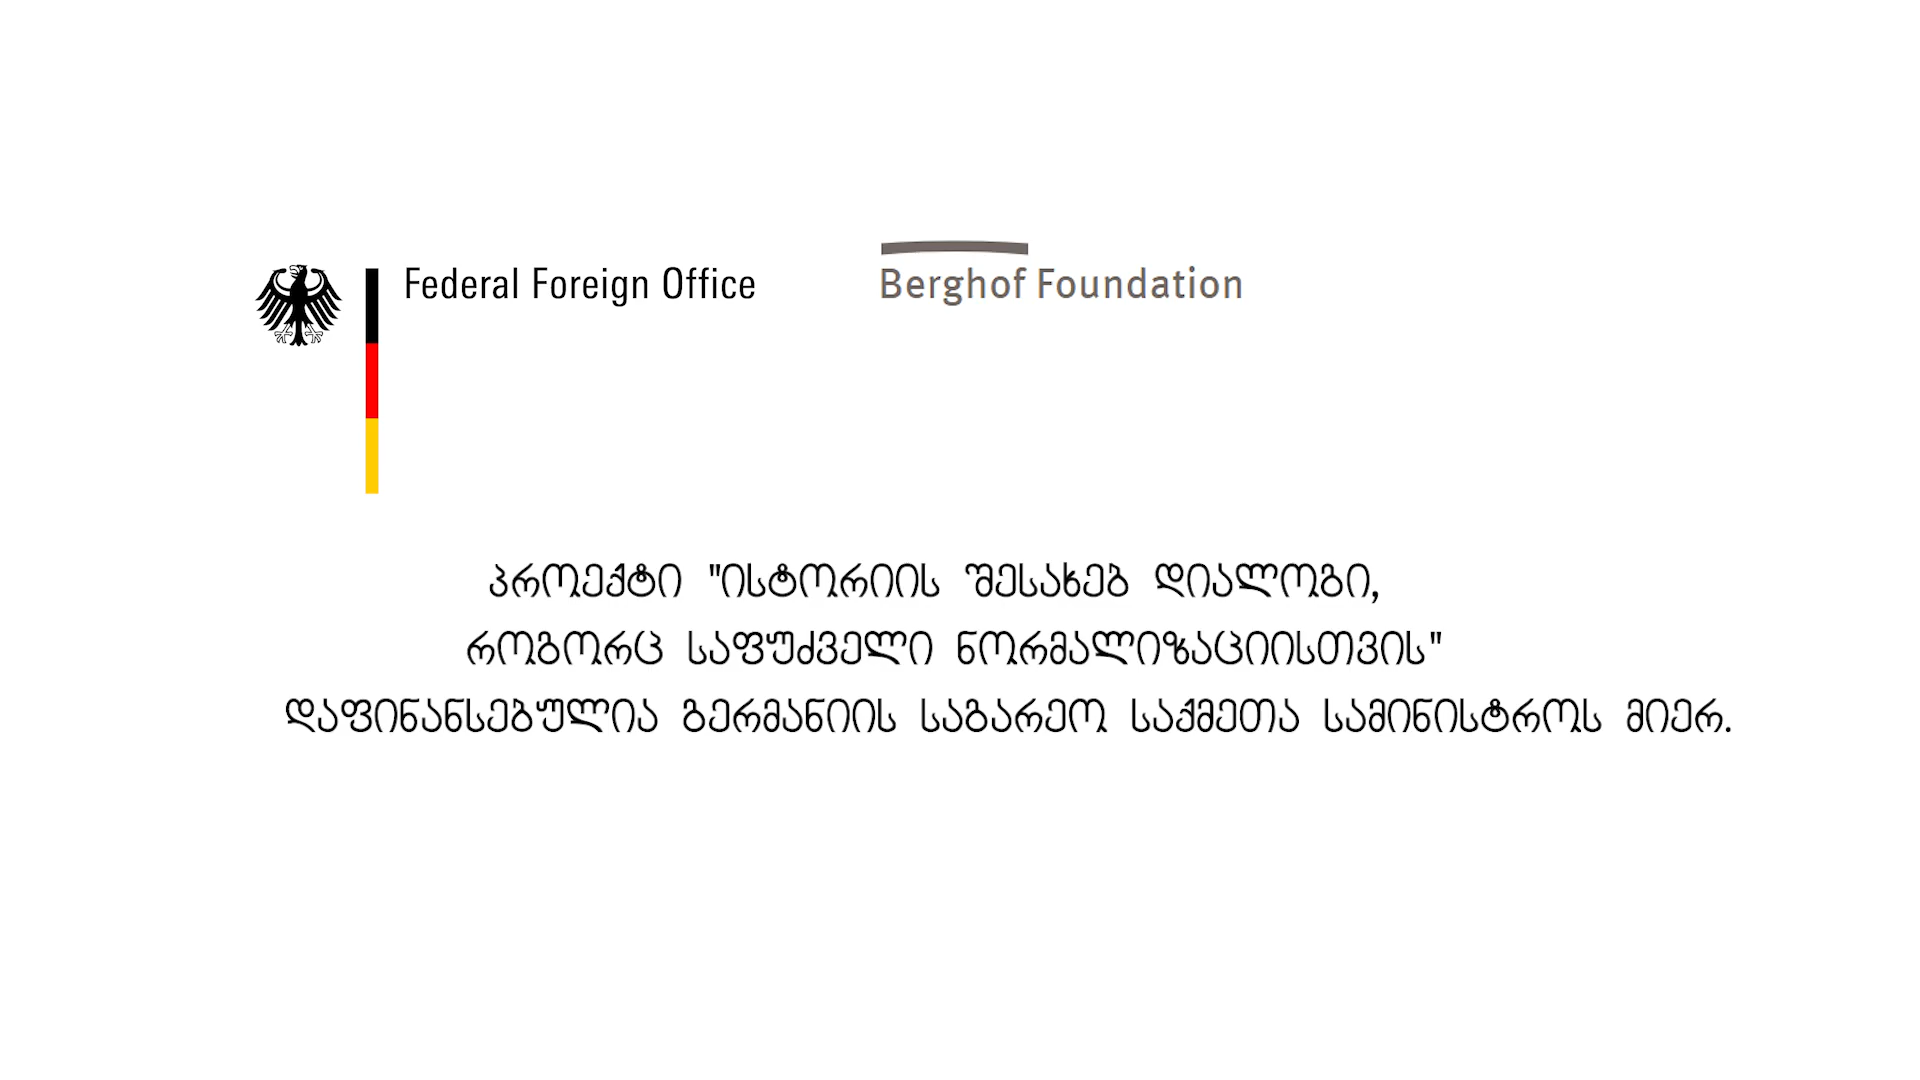 Federal Foreign Office
Berghof Foundation
პროექტი "ისტორიის შესახებ დიალოგი,
როგორც საფუძველი ნორმალიზაციისთვის"
დაფინანსებულია გერმანიის საგარეო საქმეთა სამინისტროს მიერ.